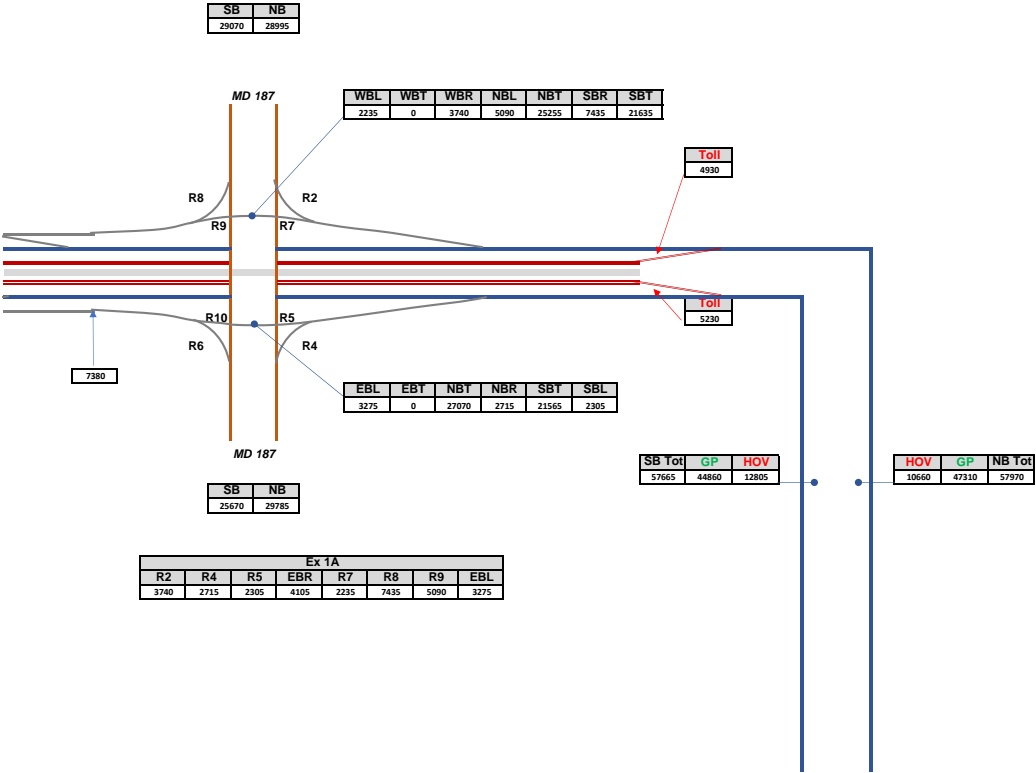 SB NB
29070 28995
MD 187
WBL WBT WBR NBL NBT SBR SBT
2235 0 3740 5090 25255 7435 21635
Toll
4930
R8 R2
R9 R7
Toll
5230
R10 R5
R6 R4
7380
EBL EBT NBT NBR SBT SBL
3275 0 27070 2715 21565 2305
MD 187
SB Tot GP HOV
57665 44860 12805
HOV GP NB Tot
10660 47310 57970
SB NB
25670 29785
Ex 1A
R2 R4 R5 EBR R7 R8 R9 EBL
3740 2715 2305 4105 2235 7435 5090 3275